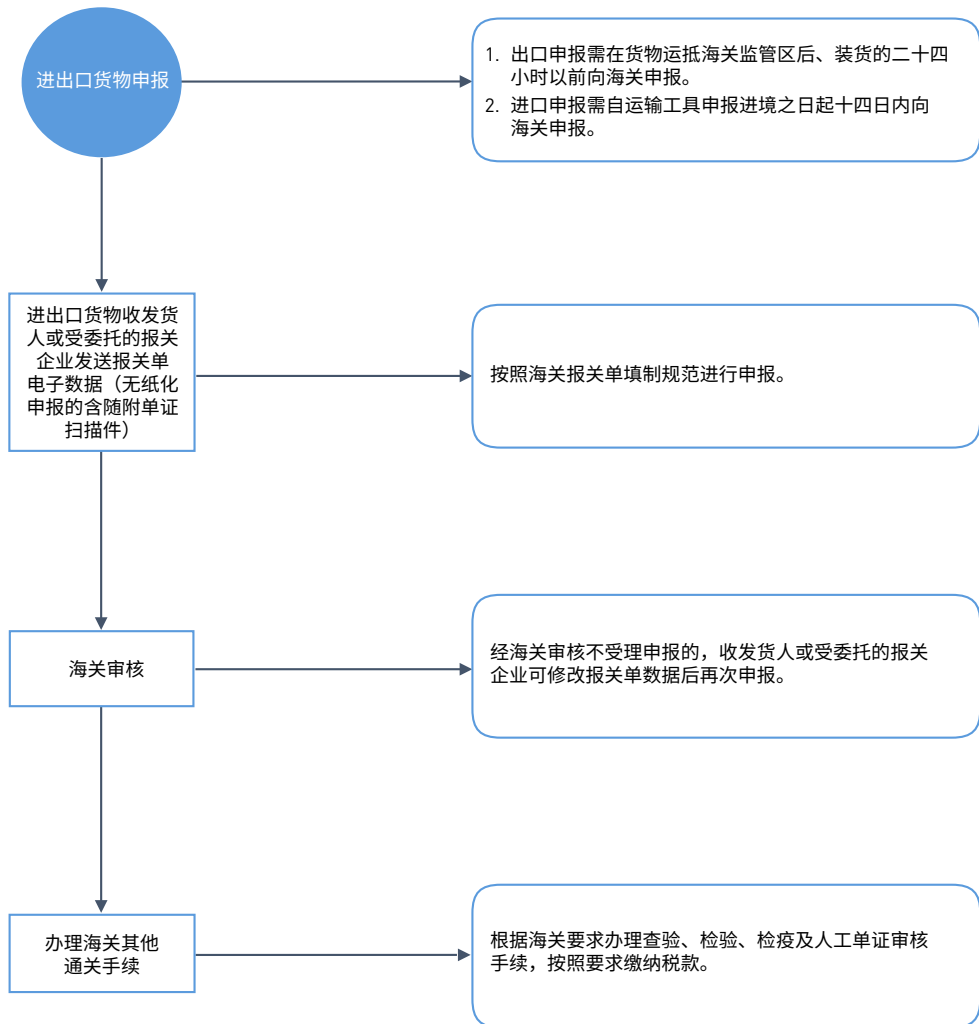 进出口货物申报
1. 出口申报需在货物运抵海关监管区后、装货的二十四
小时以前向海关申报。
2. 进口申报需自运输工具申报进境之日起十四日内向
海关申报。
进出口货物收发货
人或受委托的报关
企业发送报关单
电子数据（无纸化
申报的含随附单证
扫描件）
按照海关报关单填制规范进行申报。
海关审核
经海关审核不受理申报的，收发货人或受委托的报关
企业可修改报关单数据后再次申报。
办理海关其他
通关手续
根据海关要求办理查验、检验、检疫及人工单证审核
手续，按照要求缴纳税款。